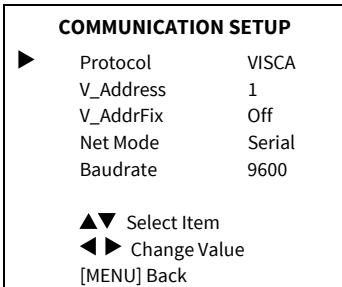 COMMUNICATION SETUP
▶ Protocol VISCA
V_Address 1
V_AddrFix Off
Net Mode Serial
Baudrate 9600
▲▼ Select Item
◀ ▶ Change Value
[MENU] Back